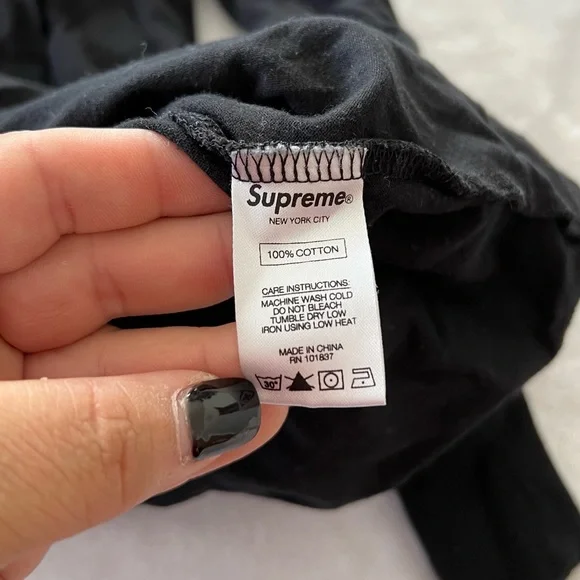 Supreme®
NEW YORK CITY
100% COTTON
CARE INSTRUCTIONS:
MACHINE WASH COLD
DO NOT BLEACH
TUMBLE DRY LOW
IRON USING LOW HEAT
MADE IN CHINA
RN 101837
30°